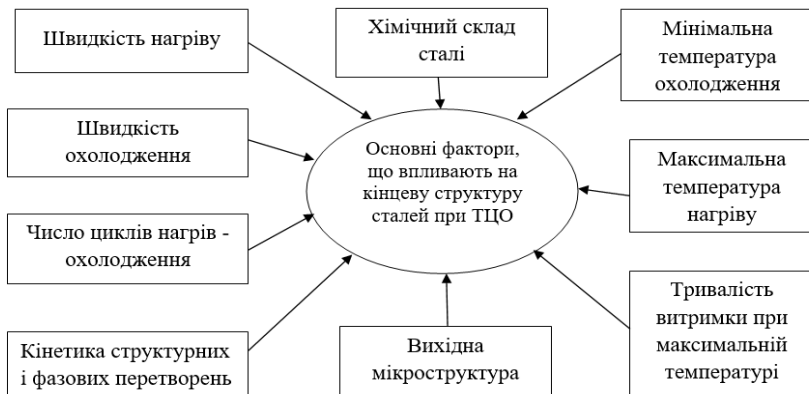 Швидкість нагріву
Хімічний склад
сталі
Мінімальна
температура
охолодження
Швидкість
охолодження
Основні фактори,
що впливають на
кінцеву структуру
сталей при ТЦО
Максимальна
температура
нагріву
Число циклів нагрів -
охолодження
Тривалість
витримки при
максимальній
температурі
Кінетика структурних
і фазових перетворень
Вихідна
мікроструктура